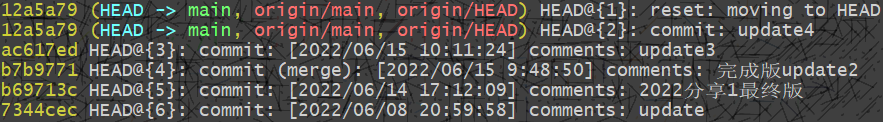 12a5a79 (HEAD -> main, origin/main, origin/HEAD) HEAD@{1}: reset: moving to HEAD
12a5a79 (HEAD -> main, origin/main, origin/HEAD) HEAD@{2}: commit: update4
ac617ed HEAD@{3}: commit: [2022/06/15 10:11:24] comments: update3
b7b9771 HEAD@{4}: commit (merge): [2022/06/15 9:48:50] comments: 完成版update2
b69713c HEAD@{5}: commit: [2022/06/14 17:12:09] comments: 2022分享1最终版
7344cec HEAD@{6}: commit: [2022/06/08 20:59:58] comments: update